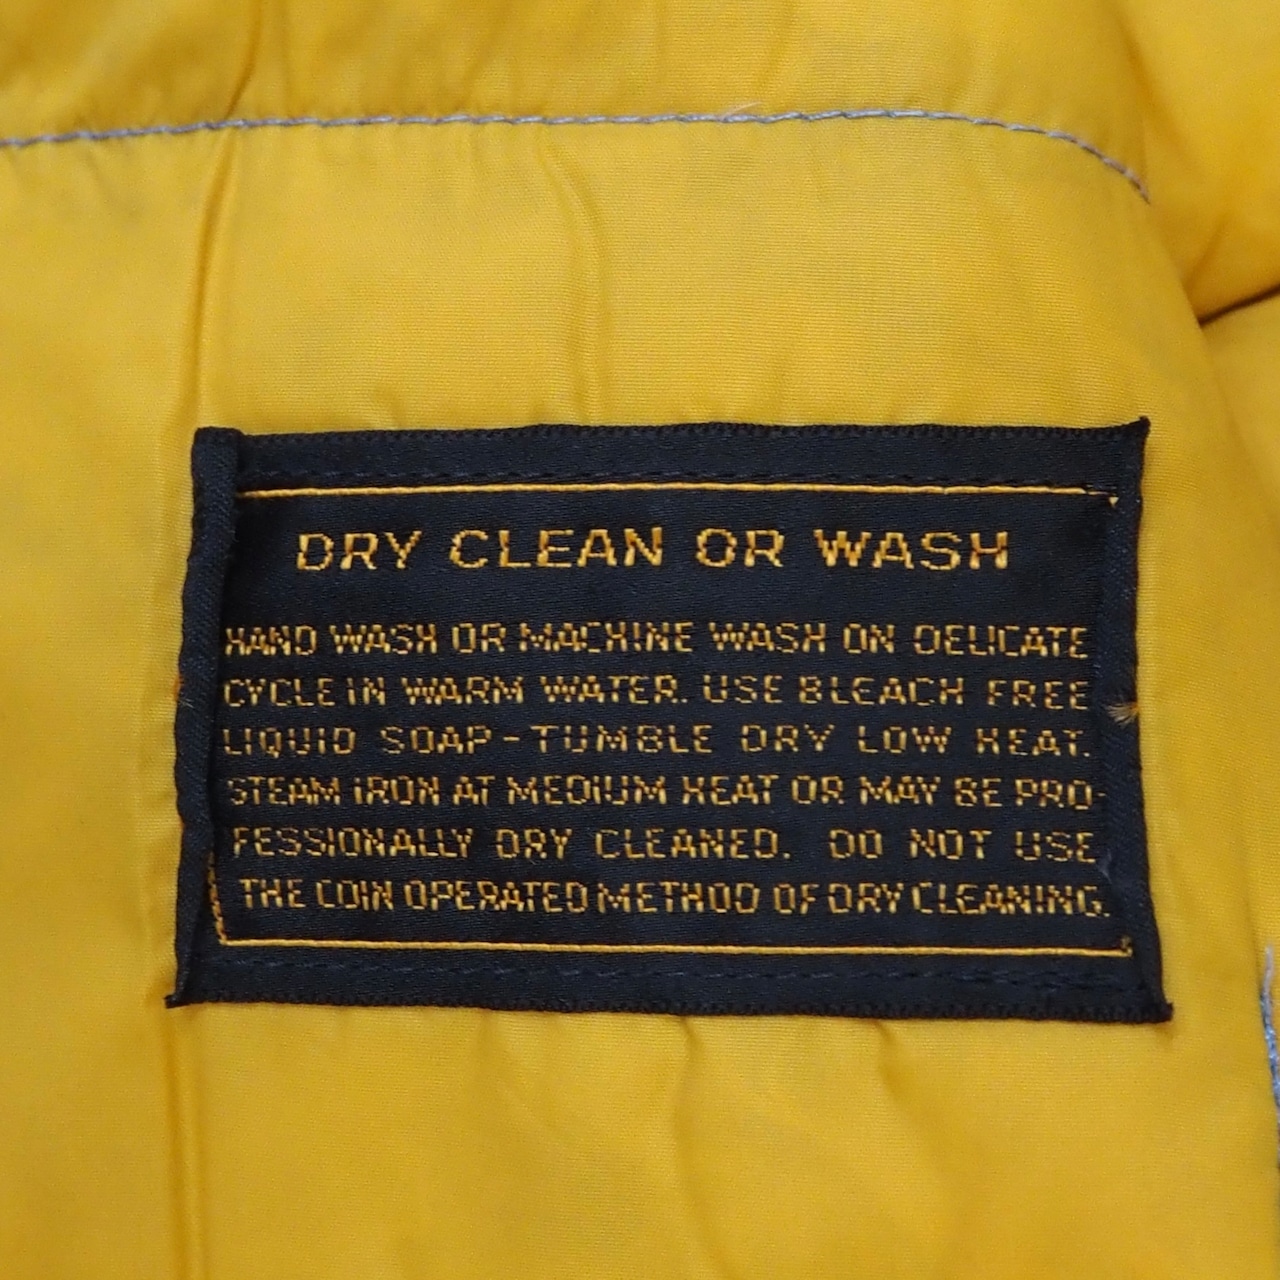 DRY CLEAN OR WASH
HAND WASH OR MACHINE WASH ON DELICATE
CYCLE IN WARM WATER. USE BLEACH FREE
LIQUID SOAP - TUMBLE DRY LOW HEAT.
STEAM IRON AT MEDIUM HEAT OR MAY BE PRO-
FESSIONALLY DRY CLEANED. DO NOT USE
THE COIN OPERATED METHOD OF DRY CLEANING.